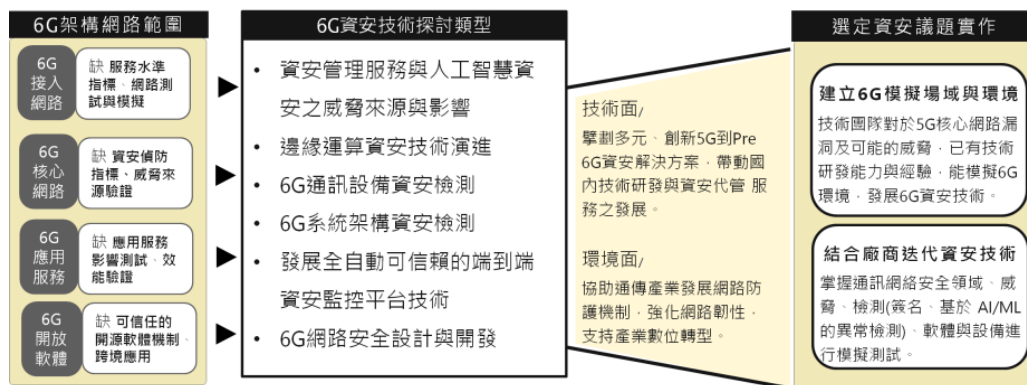 6G架構網路範圍
6G
接入
網路
缺 服務水準
指標、網路測
試與模擬
6G
核心
網路
缺 資安偵防
指標、威脅來
源驗證
6G
應用
服務
缺 應用服務
影響測試、效
能驗證
6G
開放
軟體
缺 可信任的
開源軟體機制、
跨境應用
6G資安技術探討類型
• 資安管理服務與人工智慧資
安之威脅來源與影響
• 邊緣運算資安技術演進
• 6G通訊設備資安檢測
• 6G系統架構資安檢測
• 發展全自動可信賴的端到端
資安監控平台技術
• 6G網路安全設計與開發
技術面/
擘劃多元、創新5G到Pre
6G資安解決方案，帶動國
內技術研發與資安代管 服
務之發展。
環境面/
協助通傳產業發展網路防
護機制，強化網路韌性，
支持產業數位轉型。
選定資安議題實作
建立6G模擬場域與環境
技術團隊對於5G核心網路漏
洞及可能的威脅，已有技術
研發能力與經驗，能模擬6G
環境，發展6G資安技術。
結合廠商迭代資安技術
掌握通訊網絡安全領域、威
脅、檢測(簽名、基於 AI/ML
的異常檢測)、軟體與設備進
行模擬測試。